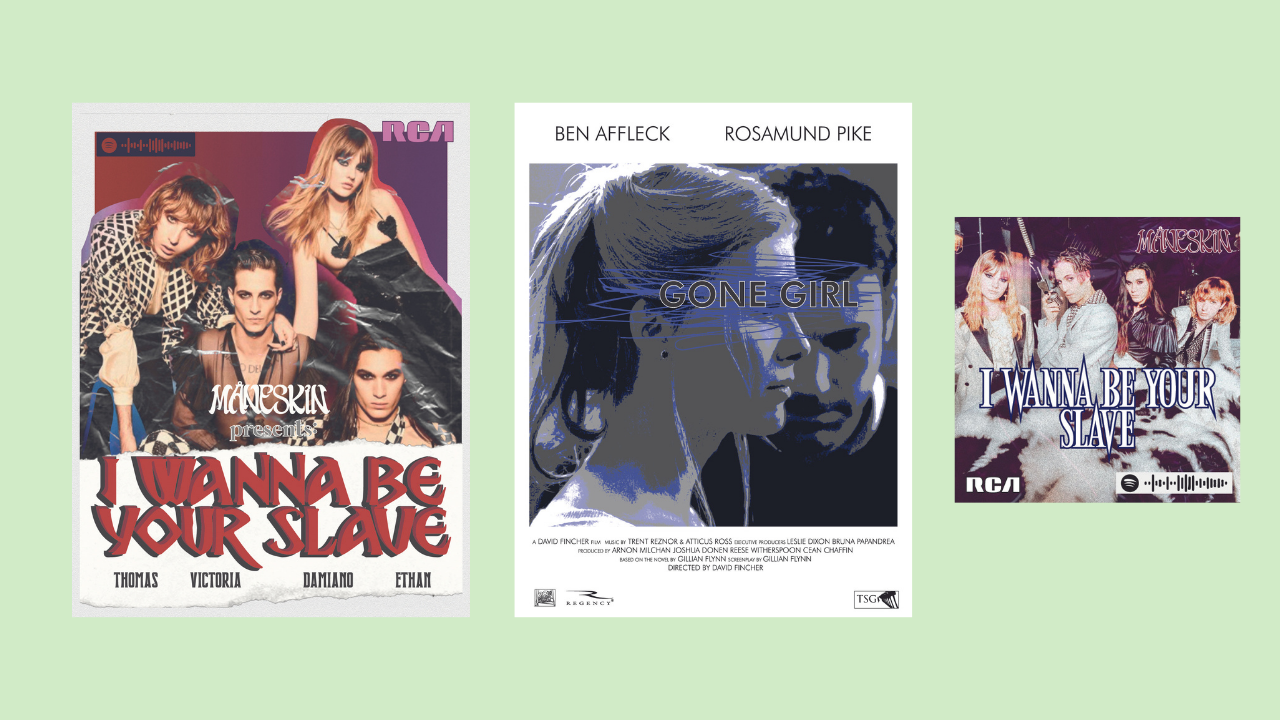 RCA
MÅNESKIN
presents
I WANNA BE
YOUR SLAVE
THOMAS VICTORIA DAMIANO ETHAN
BEN AFFLECK ROSAMUND PIKE
GONE GIRL
A DAVID FINCHER FILM MUSIC BY TRENT REZNOR & ATTICUS ROSS EXECUTIVE PRODUCERS LESLIE DIXON BRUNA PAPANDREA
PRODUCED BY ARNON MILCHAN JOSHUA DONEN REESE WITHERSPOON CEAN CHAFFIN
BASED ON THE NOVEL BY GILLIAN FLYNN SCREENPLAY BY GILLIAN FLYNN
DIRECTED BY DAVID FINCHER
REGENCY
TSG
MÅNESKIN
I WANNA BE YOUR
SLAVE
RCA